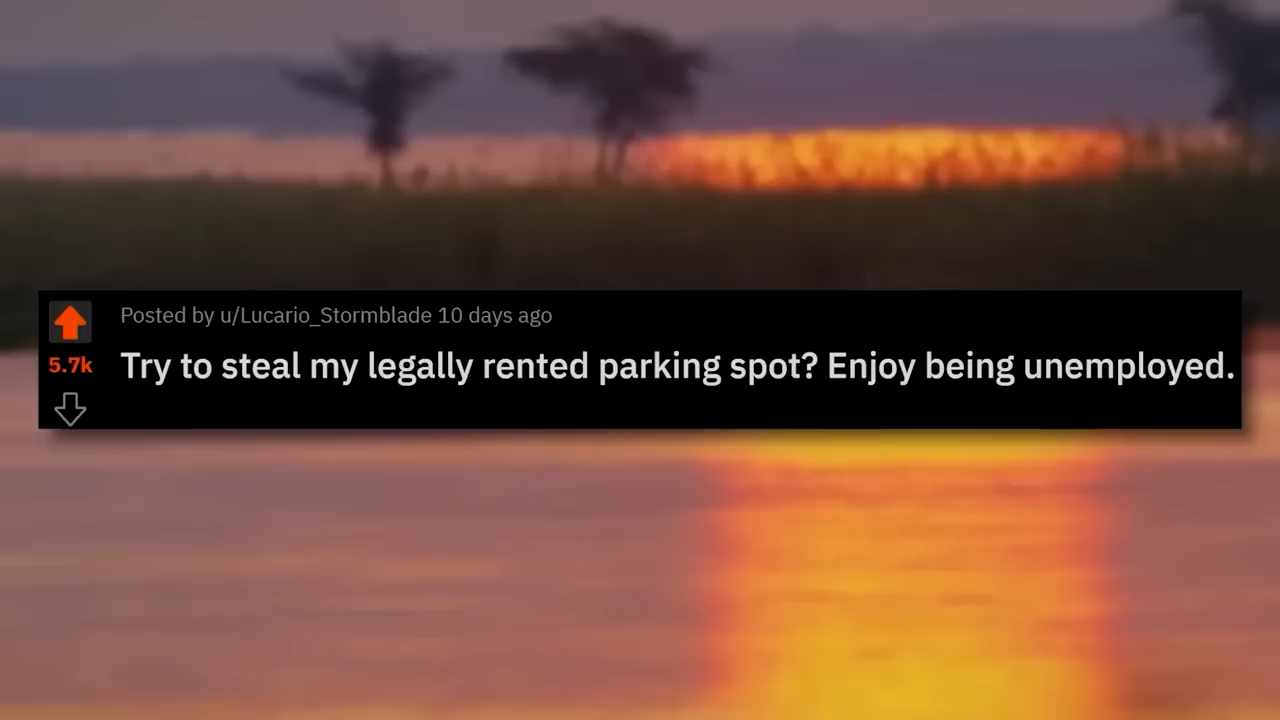 Posted by u/Lucario_Stormblade 10 days ago
5.7k
Try to steal my legally rented parking spot? Enjoy being unemployed.